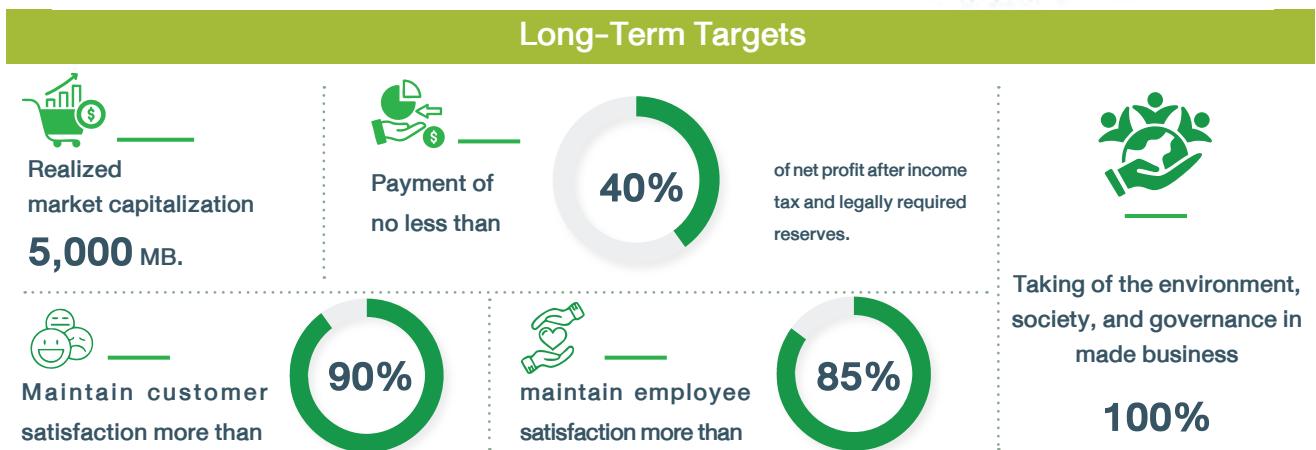 Long-Term Targets
Realized
market capitalization
5,000 MB.
Payment of
no less than
40%
of net profit after income
tax and legally required
reserves.
Maintain customer
satisfaction more than
90%
maintain employee
satisfaction more than
85%
Taking of the environment,
society, and governance in
made business
100%